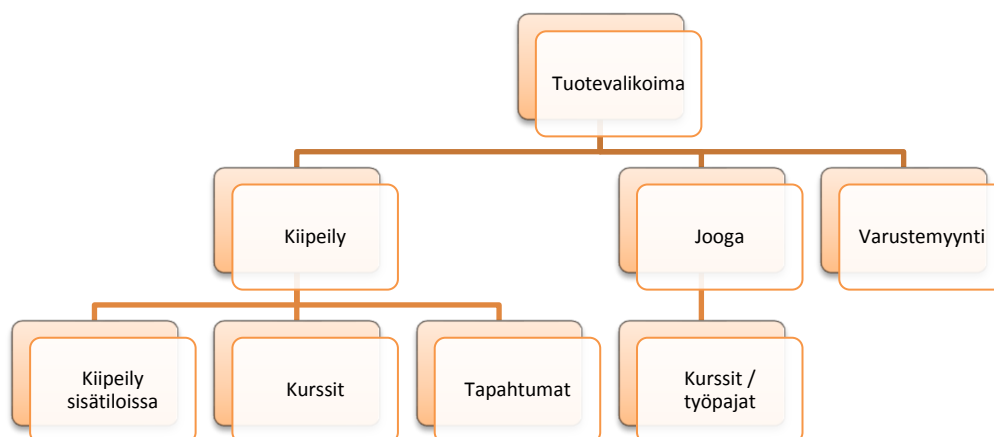 Tuotevalikoima
Kiipeily
Jooga
Varustemyynti
Kiipeily
sisätiloissa
Kurssit
Tapahtumat
Kurssit /
työpajat